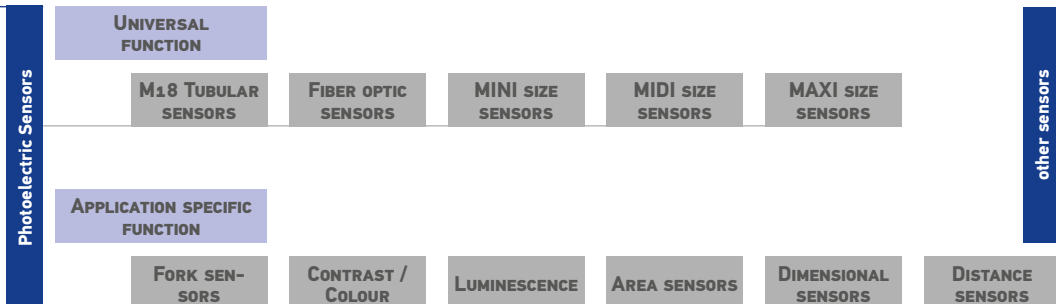 Photoelectric Sensors
UNIVERSAL
FUNCTION
M18 TUBULAR
SENSORS
FIBER OPTIC
SENSORS
MINI SIZE
SENSORS
MIDI SIZE
SENSORS
MAXI SIZE
SENSORS
other sensors
APPLICATION SPECIFIC
FUNCTION
FORK SEN-
SORS
CONTRAST /
COLOUR
LUMINESCENCE
AREA SENSORS
DIMENSIONAL
SENSORS
DISTANCE
SENSORS